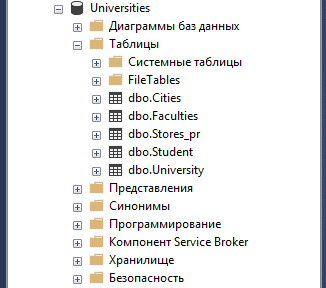 Universities
Диаграммы баз данных
Таблицы
Системные таблицы
FileTables
dbo.Cities
dbo.Faculties
dbo.Stores_pr
dbo.Student
dbo.University
Представления
Синонимы
Программирование
Компонент Service Broker
Хранилище
Безопасность